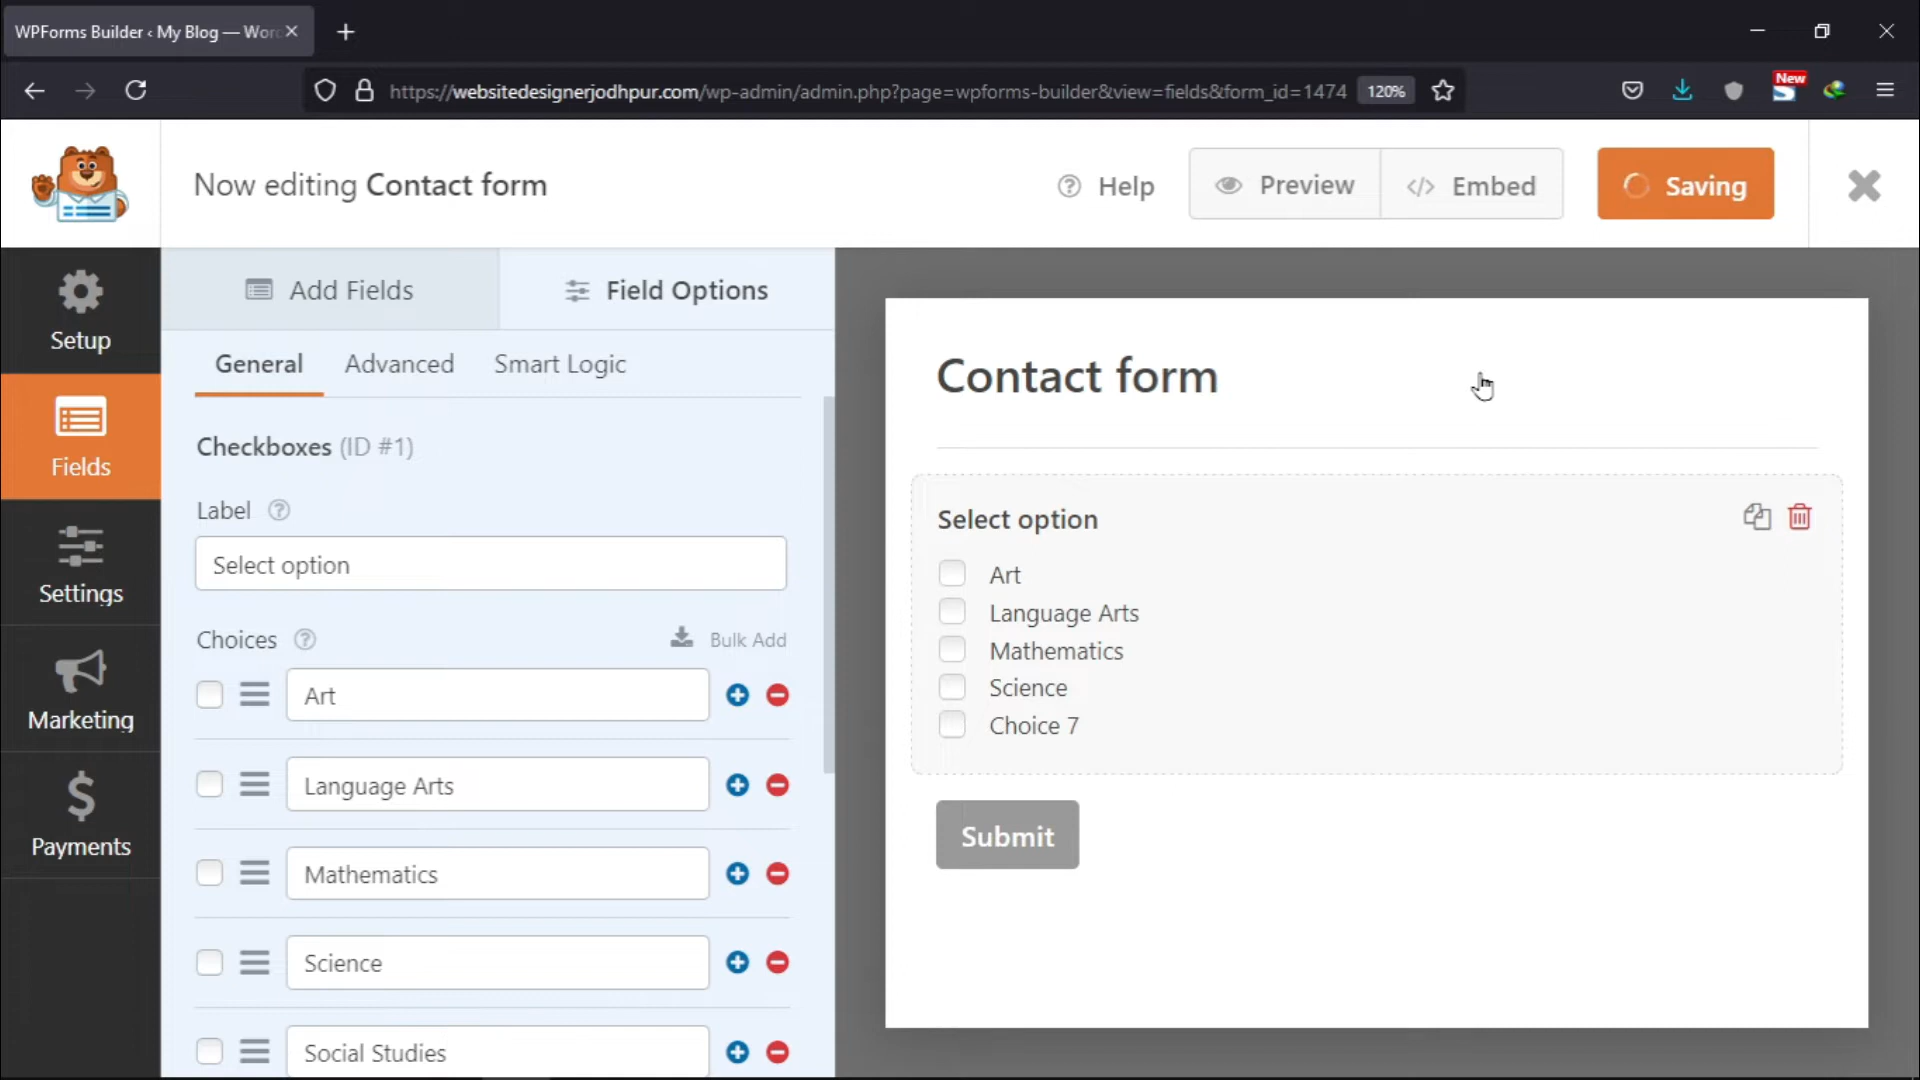 WPForms Builder ‹ My Blog — Wor
https://websitedesignerjodhpur.com/wp-admin/admin.php?page=wpforms-builder&view=fields&form_id=1474
120%
New
Now editing Contact form
Help
Preview
Embed
Saving
Setup
Fields
Settings
Marketing
Payments
Add Fields
Field Options
General
Advanced
Smart Logic
Checkboxes (ID #1)
Label
Select option
Choices
Bulk Add
Art
Language Arts
Mathematics
Science
Social Studies
Contact form
Select option
Art
Language Arts
Mathematics
Science
Choice 7
Submit